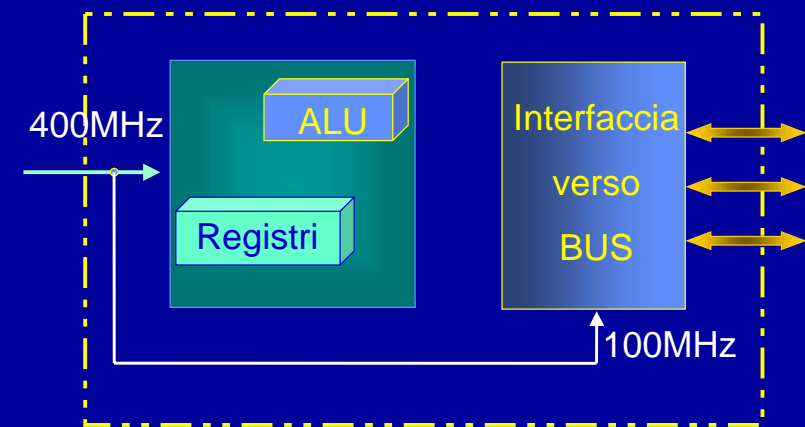 400MHz
ALU
Registri
Interfaccia
verso
BUS
100MHz